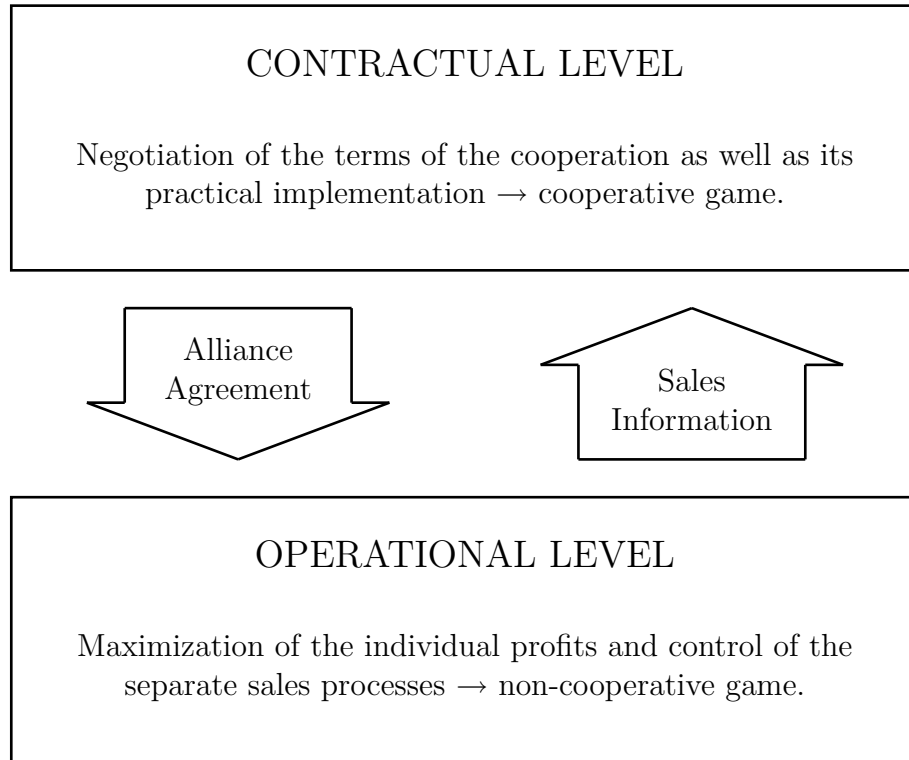 CONTRACTUAL LEVEL
Negotiation of the terms of the cooperation as well as its
practical implementation → cooperative game.
Alliance
Agreement
Sales
Information
OPERATIONAL LEVEL
Maximization of the individual profits and control of the
separate sales processes → non-cooperative game.